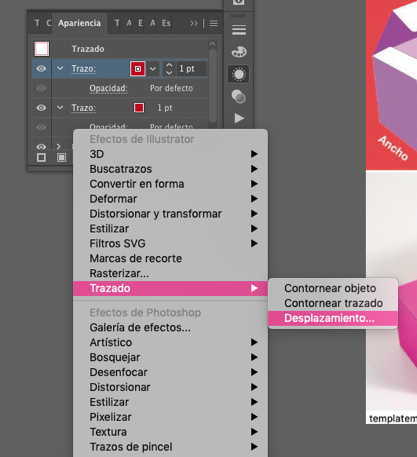 T C Apariencia T A E A Es
Trazado
Trazo: 1 pt
Opacidad: Por defecto
Trazo: 1 pt
Opacidad: Por defecto
Efectos de Illustrator
3D
Buscatrazos
Convertir en forma
Deformar
Distorsionar y transformar
Estilizar
Filtros SVG
Marcas de recorte
Rasterizar...
Trazado
Contornear objeto
Contornear trazado
Desplazamiento...
Efectos de Photoshop
Galería de efectos...
Artístico
Bosquejar
Desenfocar
Distorsionar
Estilizar
Pixelizar
Textura
Trazos de pincel
Ancho
templatem